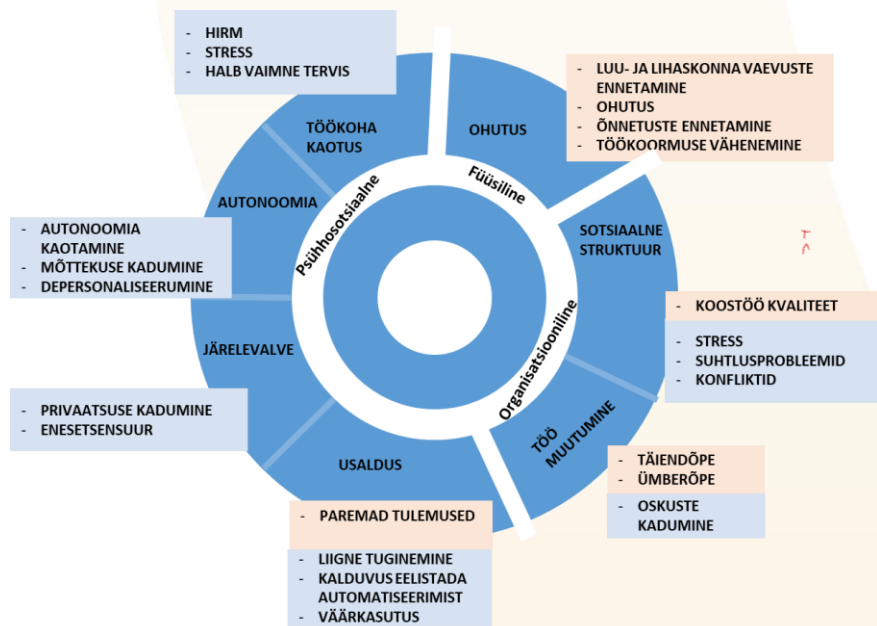 - HIRM
- STRESS
- HALB VAIMNE TERVIS
- LUU- JA LIHASKONNA VAEVUSTE
ENNETAMINE
- OHUTUS
- ÕNNETUSTE ENNETAMINE
- TÖÖKOORMUSE VÄHENEMINE
TÖÖKOHA
KAOTUS
OHUTUS
AUTONOOMIA
Psühhosotsiaalne
Füüsiline
SOTSIAALNE
STRUKTUUR
- AUTONOOMIA
KAOTAMINE
- MÕTTEKUSE KADUMINE
- DEPERSONALISEERUMINE
- KOOSTÖÖ KVALITEET
- STRESS
- SUHTLUSPROBLEEMID
- KONFLIKTID
JÄRELEVALVE
Organisatsiooniline
- PRIVAATSUSE KADUMINE
- ENESETSENSUUR
TÖÖ
MUUTUMINE
USALDUS
- TÄIENDÕPE
- ÜMBERÕPE
- OSKUSTE
KADUMINE
- PAREMAD TULEMUSED
- LIIGNE TUGINEMINE
- KALDUVUS EELISTADA
AUTOMATISEERIMIST
- VÄÄRKASUTUS